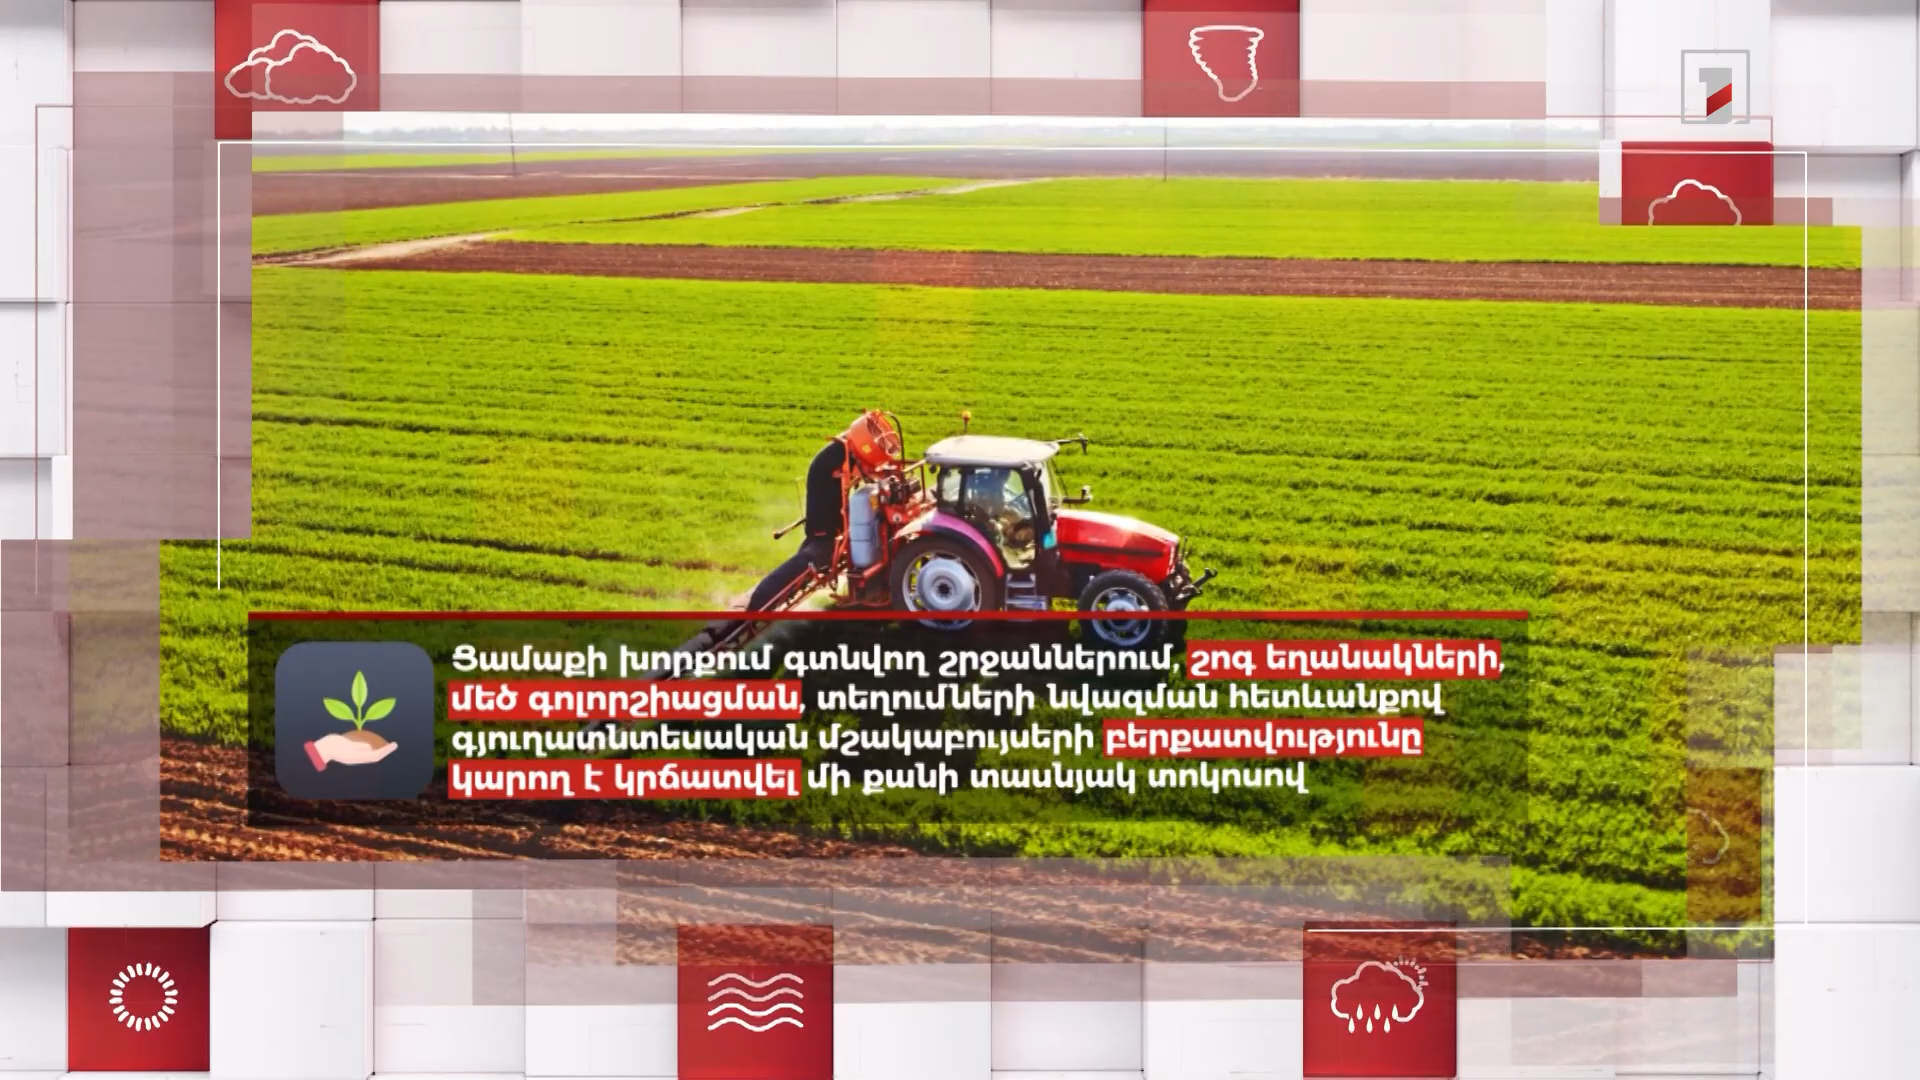 Ցամաքի խորքում գտնվող շրջաններում, շոգ եղանակների,
մեծ գոլորշիացման, տեղումների նվազման հետևանքով
գյուղատնտեսական մշակաբույսերի բերքատվությունը
կարող է կրճատվել մի քանի տասնյակ տոկոսով